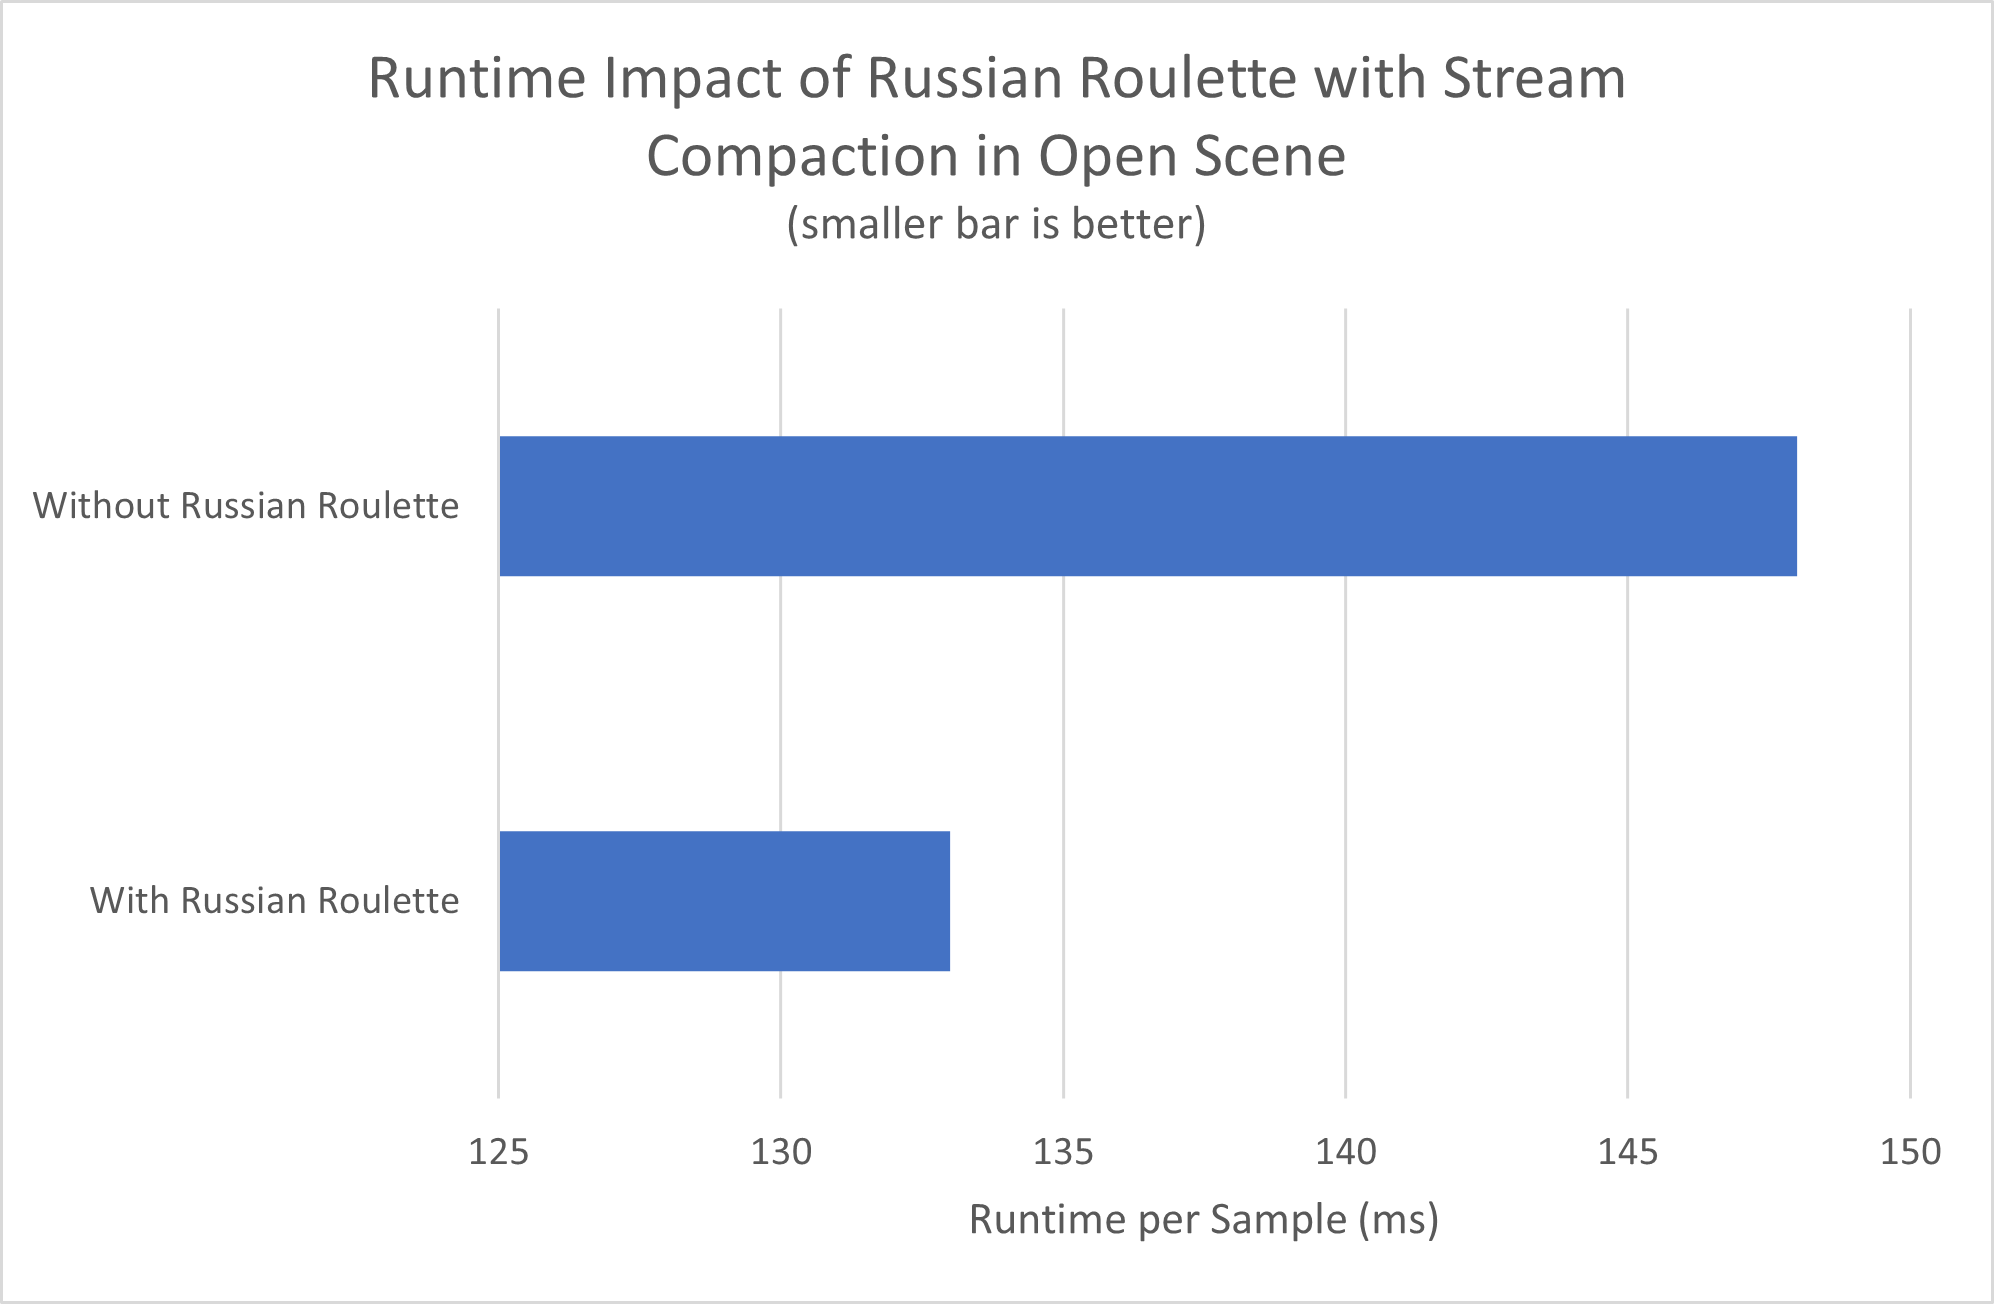 Runtime Impact of Russian Roulette with Stream
Compaction in Open Scene
(smaller bar is better)
Without Russian Roulette
With Russian Roulette
125 130 135 140 145 150
Runtime per Sample (ms)